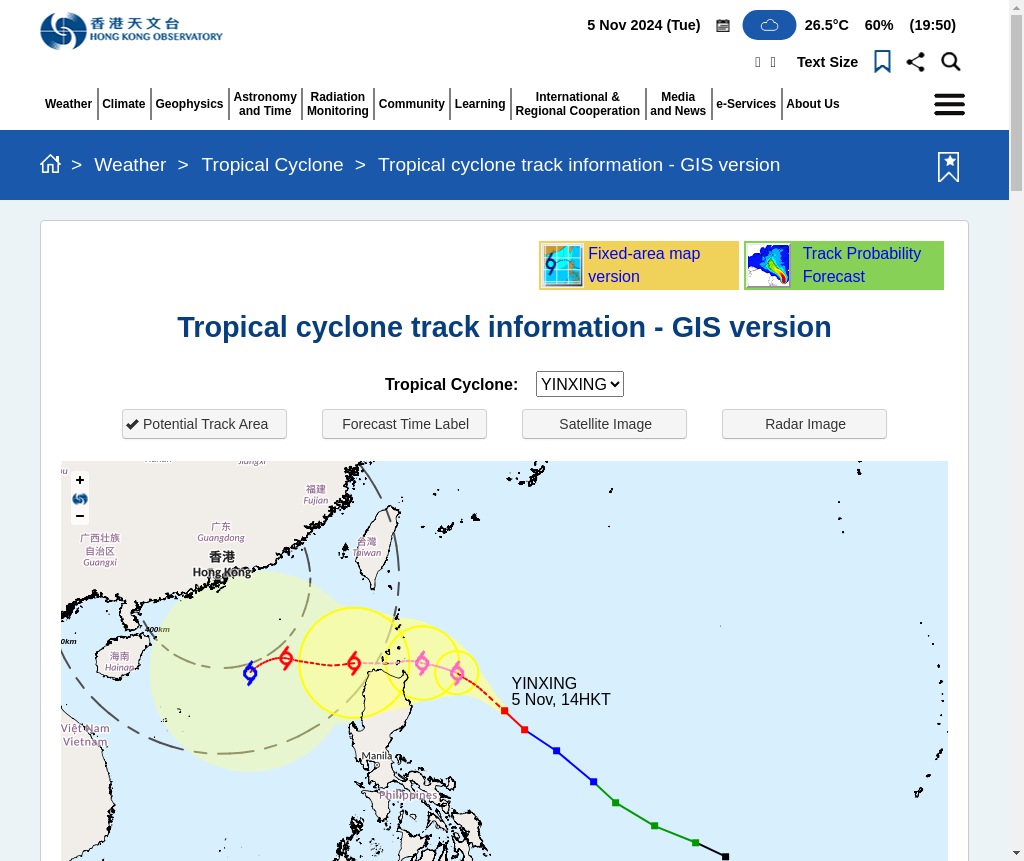 香港天文台
HONG KONG OBSERVATORY
5 Nov 2024 (Tue) 26.5°C 60% (19:50)
Text Size
Weather Climate Geophysics Astronomy and Time Radiation Monitoring Community Learning International & Regional Cooperation Media and News e-Services About Us
> Weather > Tropical Cyclone > Tropical cyclone track information - GIS version
Fixed-area map version
Track Probability Forecast
Tropical cyclone track information - GIS version
Tropical Cyclone: YINXING
Potential Track Area Forecast Time Label Satellite Image Radar Image
+
−
福建
Fujian
广东
Guangdong
台灣
Taiwan
广西壮族
自治区
Guangxi
香港
Hong Kong
400km
0km
海南
Hainan
YINXING
5 Nov, 14HKT
Việt Nam
Vietnam
Manila
Philippines